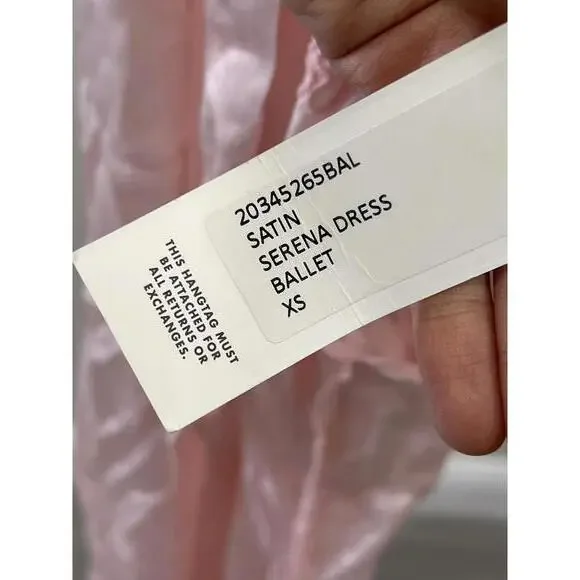 20345265BAL
SATIN
SERENA DRESS
BALLET
XS
THIS HANGTAG MUST
BE ATTACHED FOR
ALL RETURNS OR
EXCHANGES.